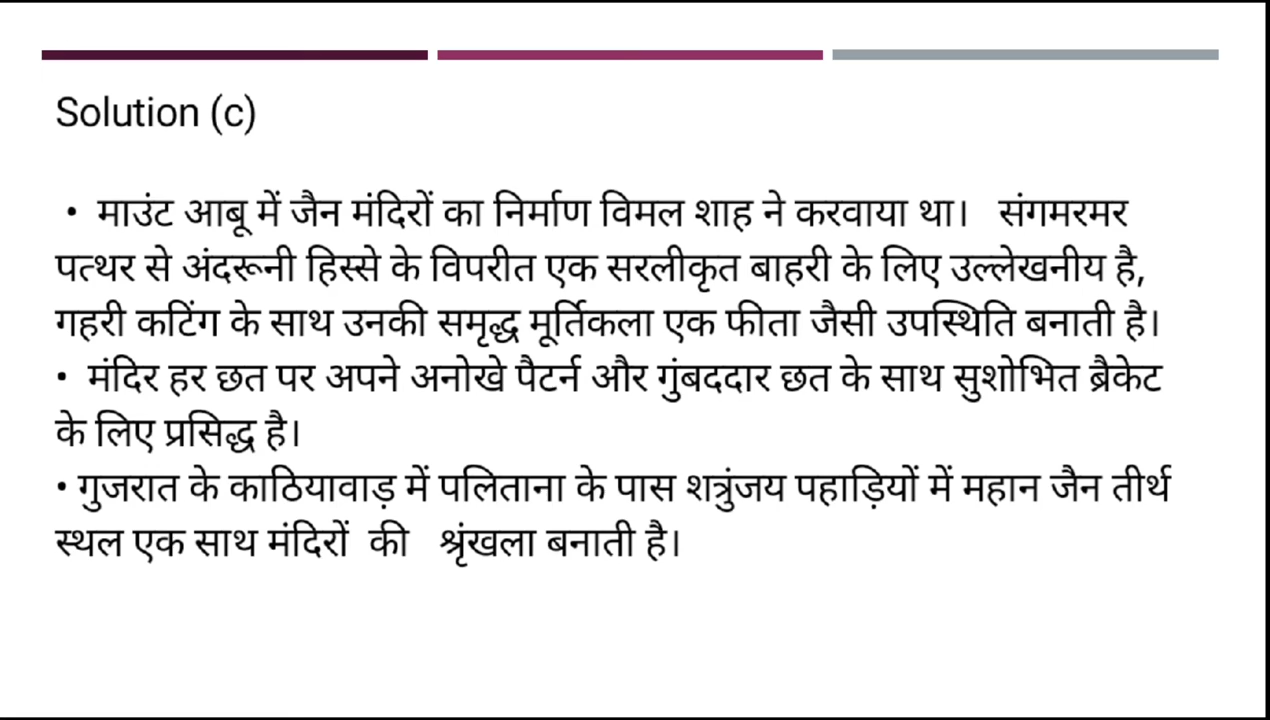 Solution (c)
• माउंट आबू में जैन मंदिरों का निर्माण विमल शाह ने करवाया था। संगमरमर
पत्थर से अंदरूनी हिस्से के विपरीत एक सरलीकृत बाहरी के लिए उल्लेखनीय है,
गहरी कटिंग के साथ उनकी समृद्ध मूर्तिकला एक फीता जैसी उपस्थिति बनाती है।
• मंदिर हर छत पर अपने अनोखे पैटर्न और गुंबददार छत के साथ सुशोभित ब्रैकेट
के लिए प्रसिद्ध है।
• गुजरात के काठियावाड़ में पलिताना के पास शत्रुंजय पहाड़ियों में महान जैन तीर्थ
स्थल एक साथ मंदिरों की श्रृंखला बनाती है।